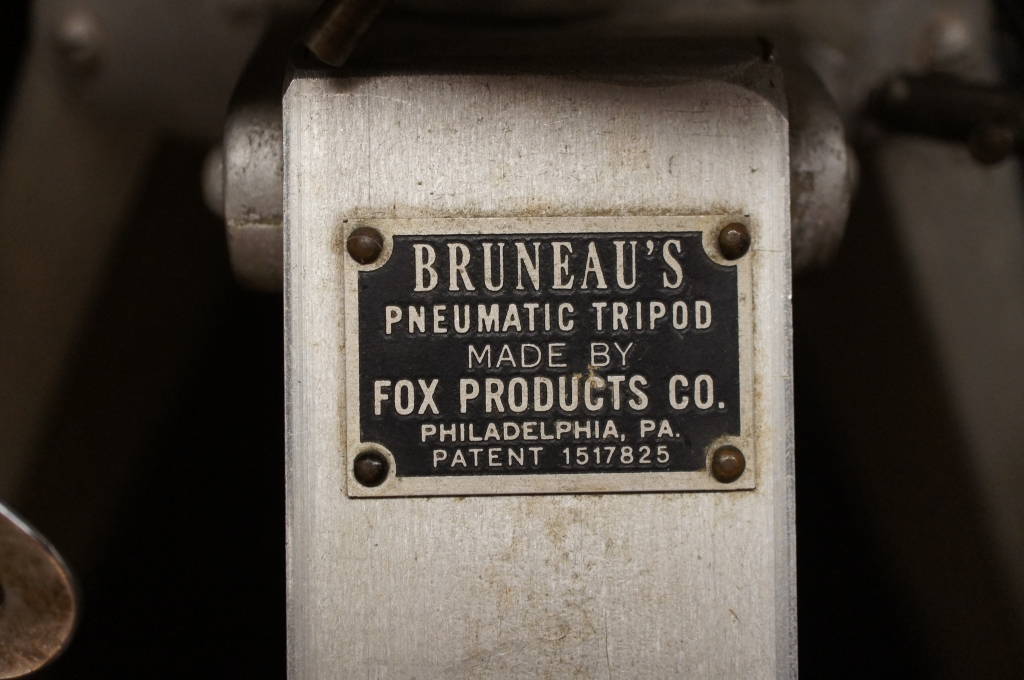 BRUNEAU'S
PNEUMATIC TRIPOD
MADE BY
FOX PRODUCTS CO.
PHILADELPHIA, PA.
PATENT 1517825